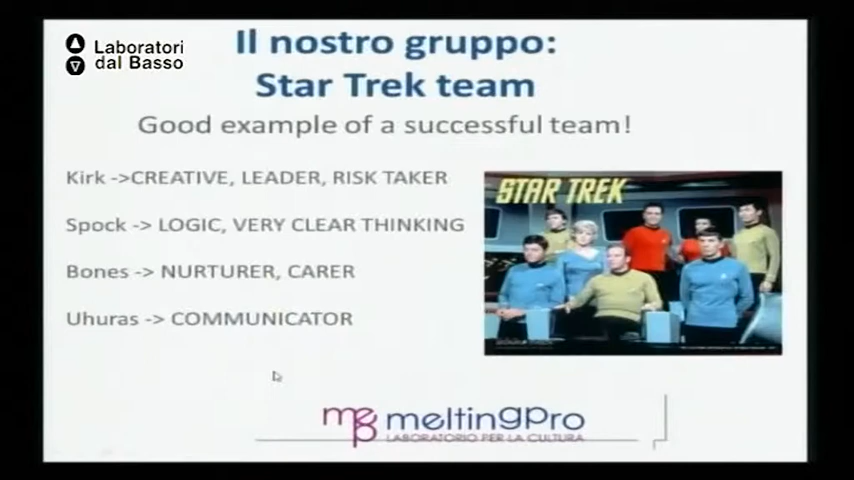 Laboratori
dal Basso
Il nostro gruppo:
Star Trek team
Good example of a successful team!
Kirk ->CREATIVE, LEADER, RISK TAKER
Spock -> LOGIC, VERY CLEAR THINKING
Bones -> NURTURER, CARER
Uhuras -> COMMUNICATOR
STAR TREK
mep meltingpro
LABORATORIO PER LA CULTURA